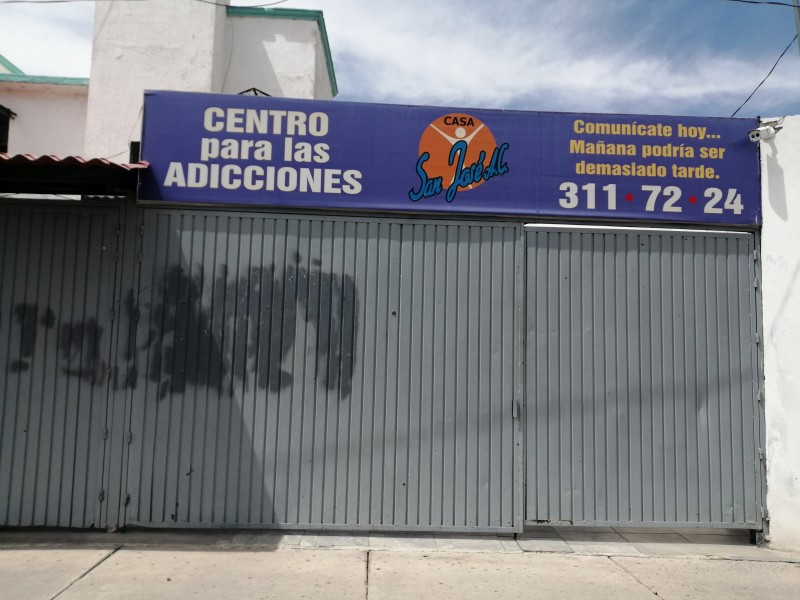 CENTRO
para las
ADICCIONES
CASA
San José A.C.
Comunícate hoy...
Mañana podría ser
demasiado tarde.
311 • 72 • 24